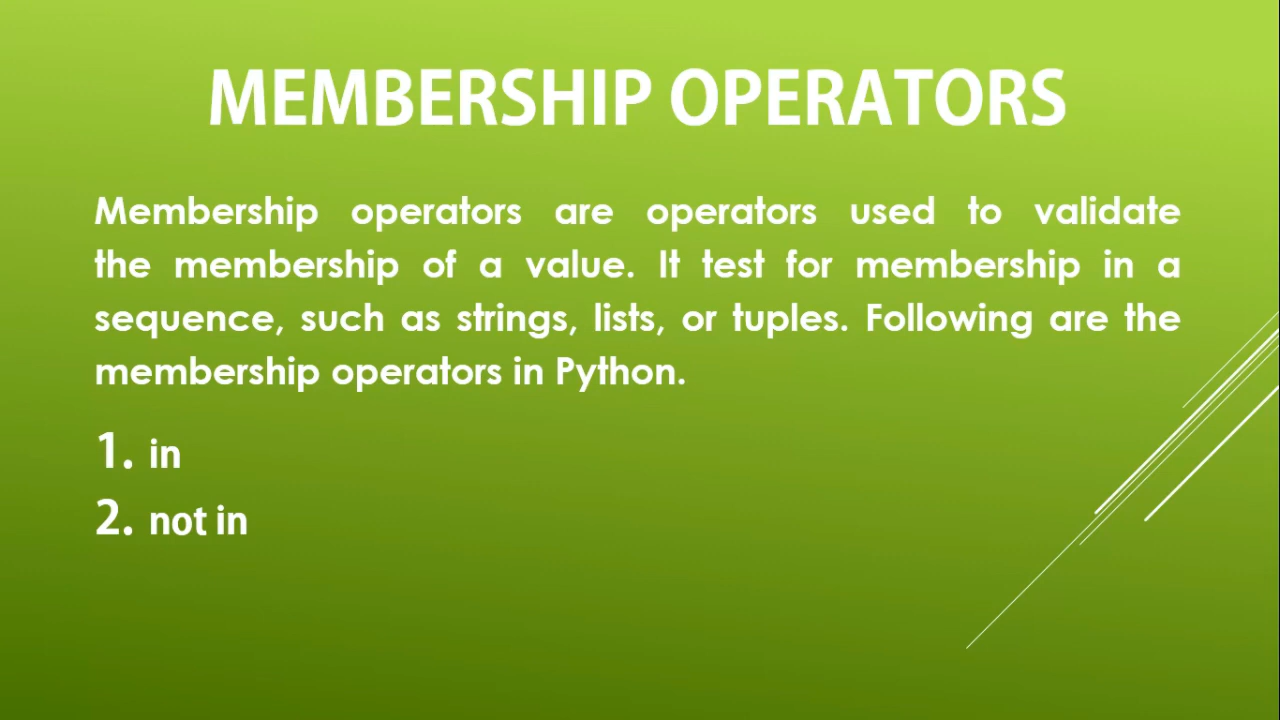 MEMBERSHIP OPERATORS
Membership operators are operators used to validate
the membership of a value. It test for membership in a
sequence, such as strings, lists, or tuples. Following are the
membership operators in Python.
1. in
2. not in